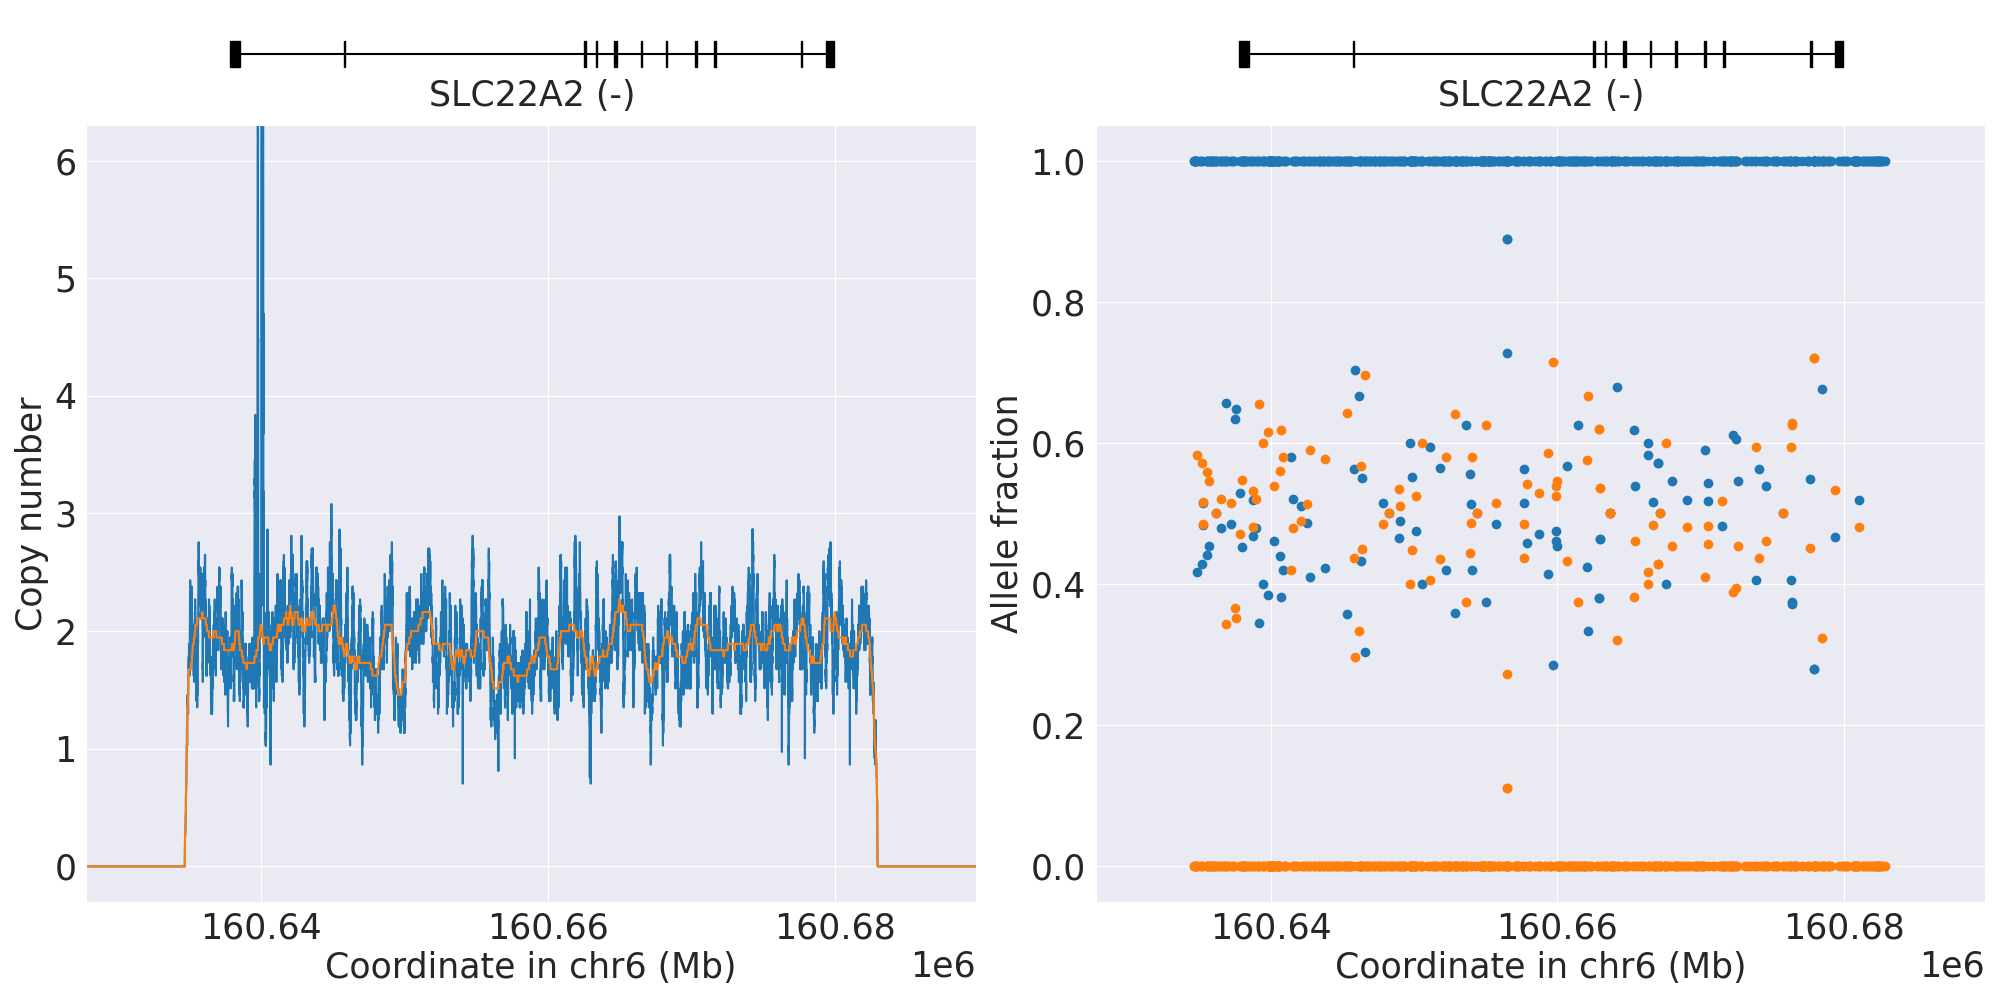 SLC22A2 (-)
6
5
4
3
2
1
0
Copy number
160.64 160.66 160.68
Coordinate in chr6 (Mb)
1e6
SLC22A2 (-)
1.0
0.8
0.6
0.4
0.2
0.0
Allele fraction
160.64 160.66 160.68
Coordinate in chr6 (Mb)
1e6